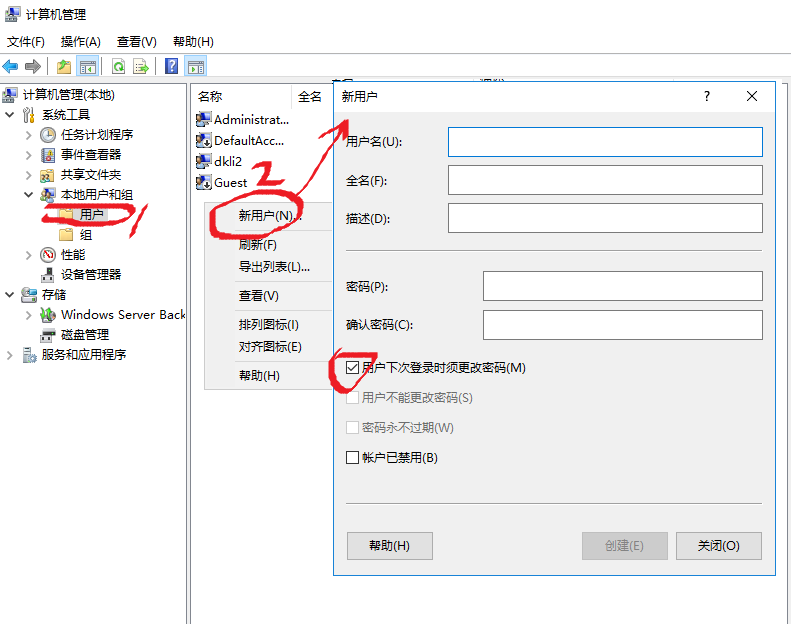 计算机管理
文件(F) 操作(A) 查看(V) 帮助(H)
计算机管理(本地)
系统工具
任务计划程序
事件查看器
共享文件夹
本地用户和组
用户
组
性能
设备管理器
存储
Windows Server Back
磁盘管理
服务和应用程序
1
名称 全名
Administrat...
DefaultAcc...
dkli2
Guest
2
新用户(N)...
刷新(F)
导出列表(L)...
查看(V)
排列图标(I)
对齐图标(E)
帮助(H)
新用户
用户名(U):
全名(F):
描述(D):
密码(P):
确认密码(C):
用户下次登录时须更改密码(M)
用户不能更改密码(S)
密码永不过期(W)
帐户已禁用(B)
帮助(H) 创建(E) 关闭(O)